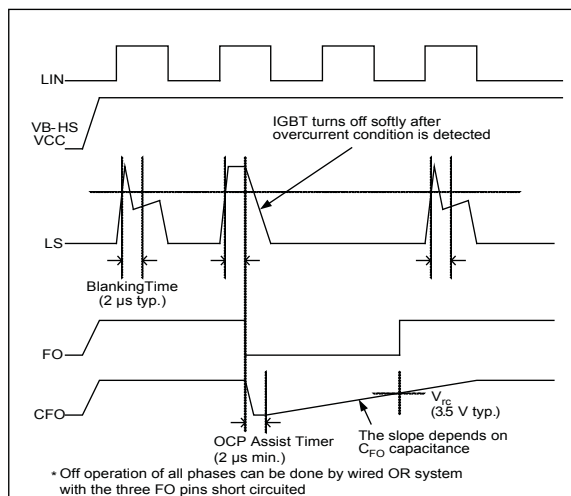 LIN
VB-HS
VCC
IGBT turns off softly after
overcurrent condition is detected
LS
BlankingTime
(2 µs typ.)
FO
CFO
Vrc
(3.5 V typ.)
OCP Assist Timer
(2 µs min.)
The slope depends on
CFO capacitance
* Off operation of all phases can be done by wired OR system
with the three FO pins short circuited